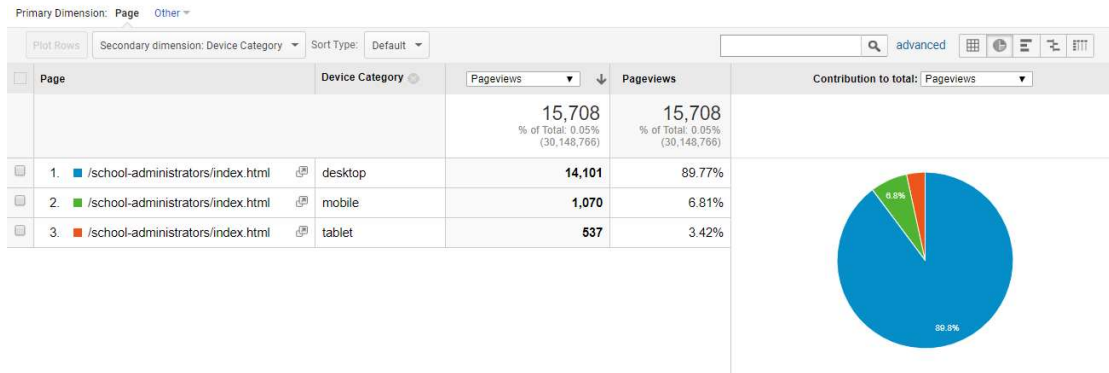 Primary Dimension: Page Other
Plot Rows Secondary dimension: Device Category Sort Type: Default advanced
Page Device Category Pageviews Pageviews Contribution to total: Pageviews
15,708 15,708
% of Total: 0.05% % of Total: 0.05%
(30,148,766) (30,148,766)
1. /school-administrators/index.html desktop 14,101 89.77%
2. /school-administrators/index.html mobile 1,070 6.81%
3. /school-administrators/index.html tablet 537 3.42%
6.8%
89.8%